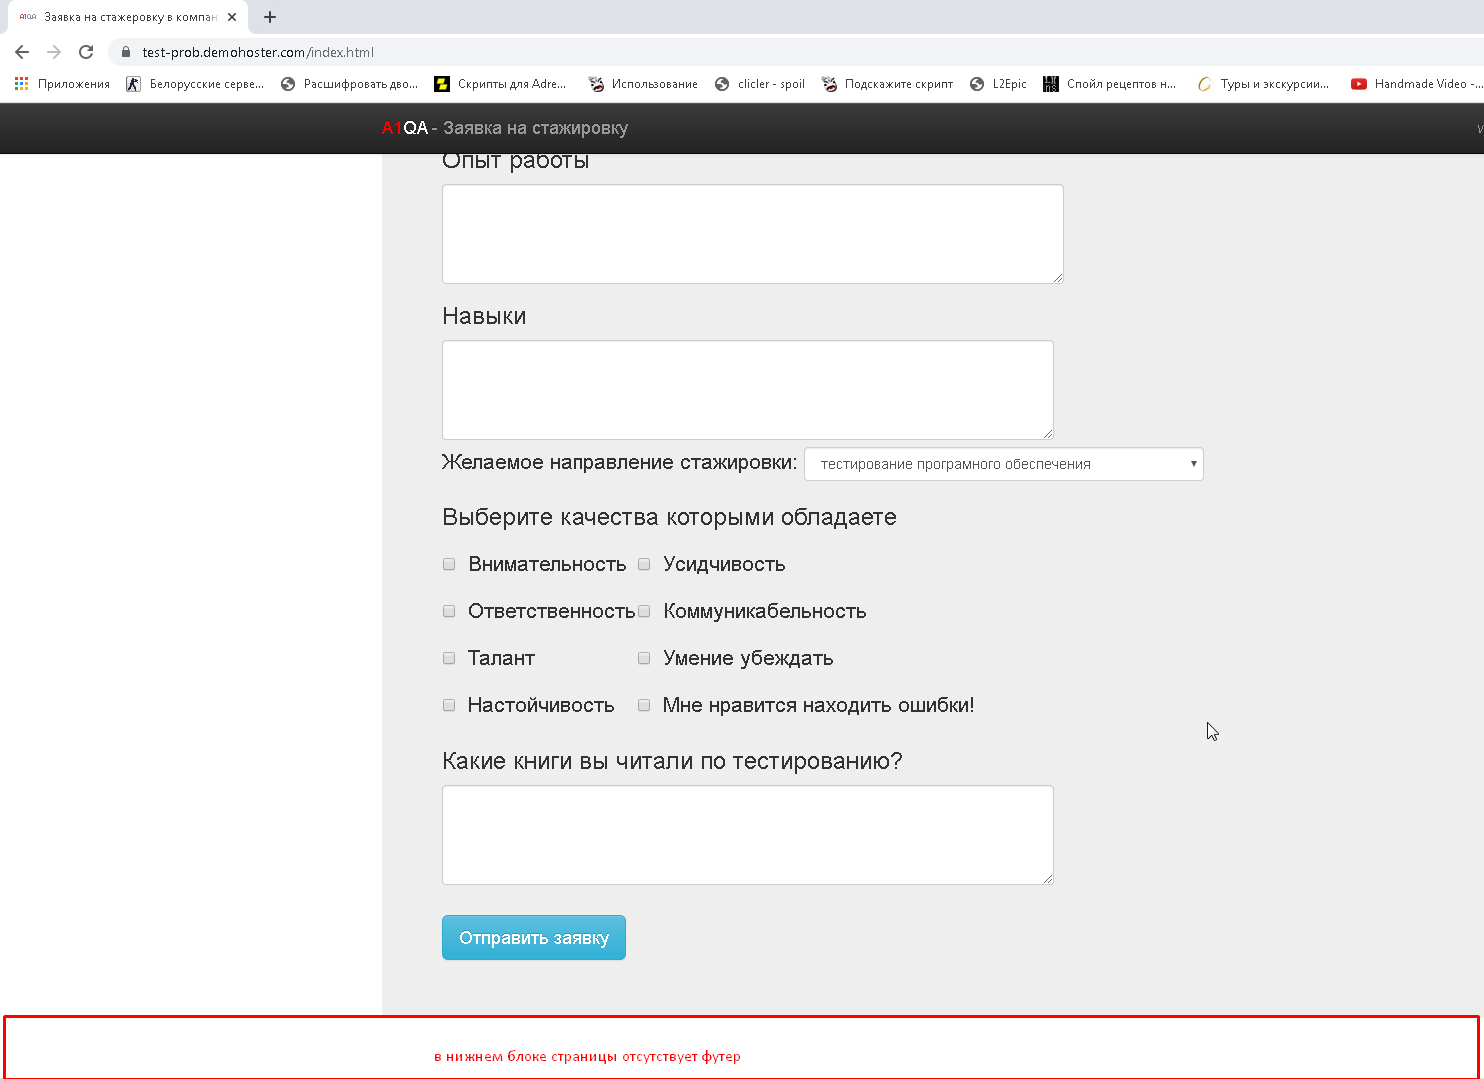 A1QA Заявка на стажеровку в компан
test-prob.demohoster.com/index.html
Приложения Белорусские серве... Расшифровать дво... Скрипты для Adre... Использование clicler - spoil Подскажите скрипт L2Epic Спойл рецептов н... Туры и экскурсии... Handmade Video -...
A1QA - Заявка на стажировку
Опыт работы
Навыки
Желаемое направление стажировки: тестирование програмного обеспечения
Выберите качества которыми обладаете
Внимательность Усидчивость
Ответственность Коммуникабельность
Талант Умение убеждать
Настойчивость Мне нравится находить ошибки!
Какие книги вы читали по тестированию?
Отправить заявку
в нижнем блоке страницы отсутствует футер